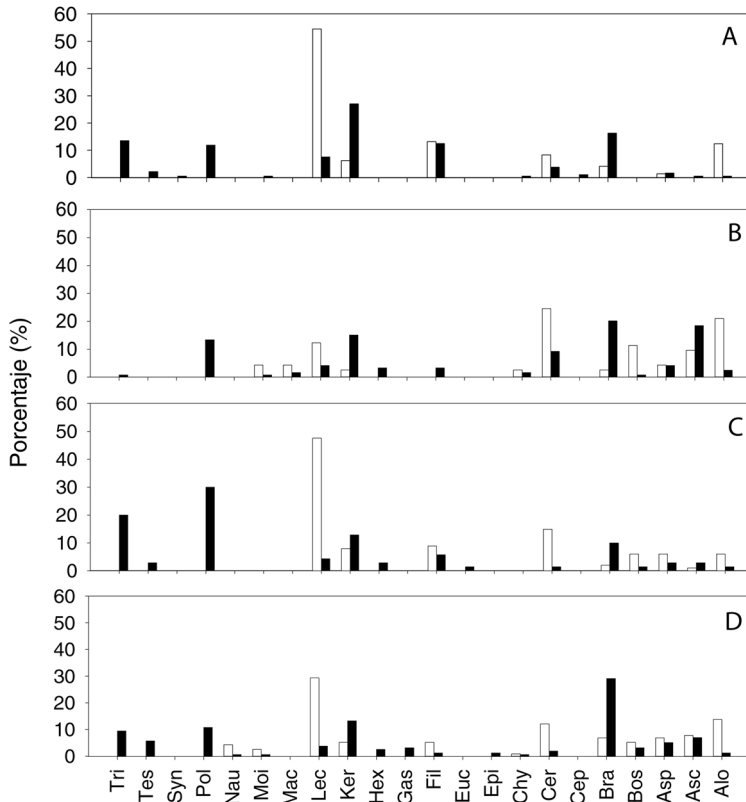 Porcentaje (%)
60
50
40
30
20
10
0
A
60
50
40
30
20
10
0
B
60
50
40
30
20
10
0
C
60
50
40
30
20
10
0
D
Tri
Tes
Syn
Pol
Nau
Moi
Mac
Lec
Ker
Hex
Gas
Fil
Euc
Epi
Chy
Cer
Cep
Bra
Bos
Asp
Asc
Alo